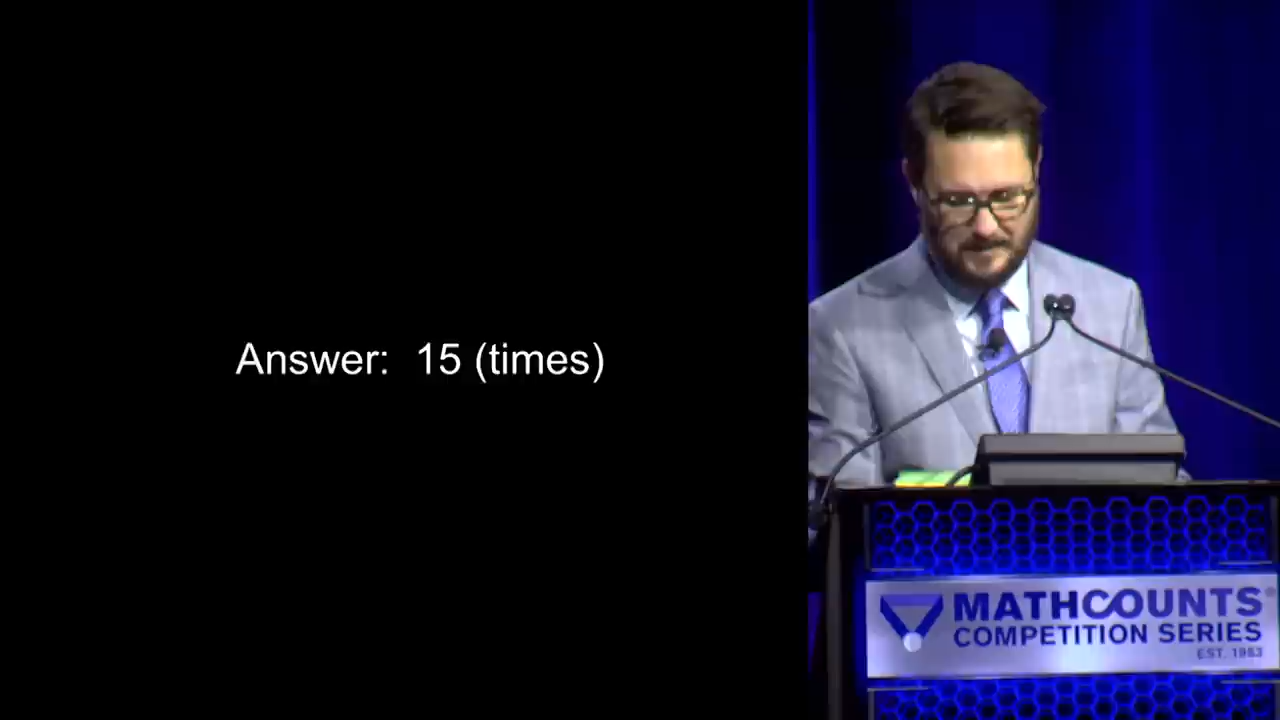 Answer:  15 (times)
MATHCOUNTS®
COMPETITION SERIES
EST. 1983